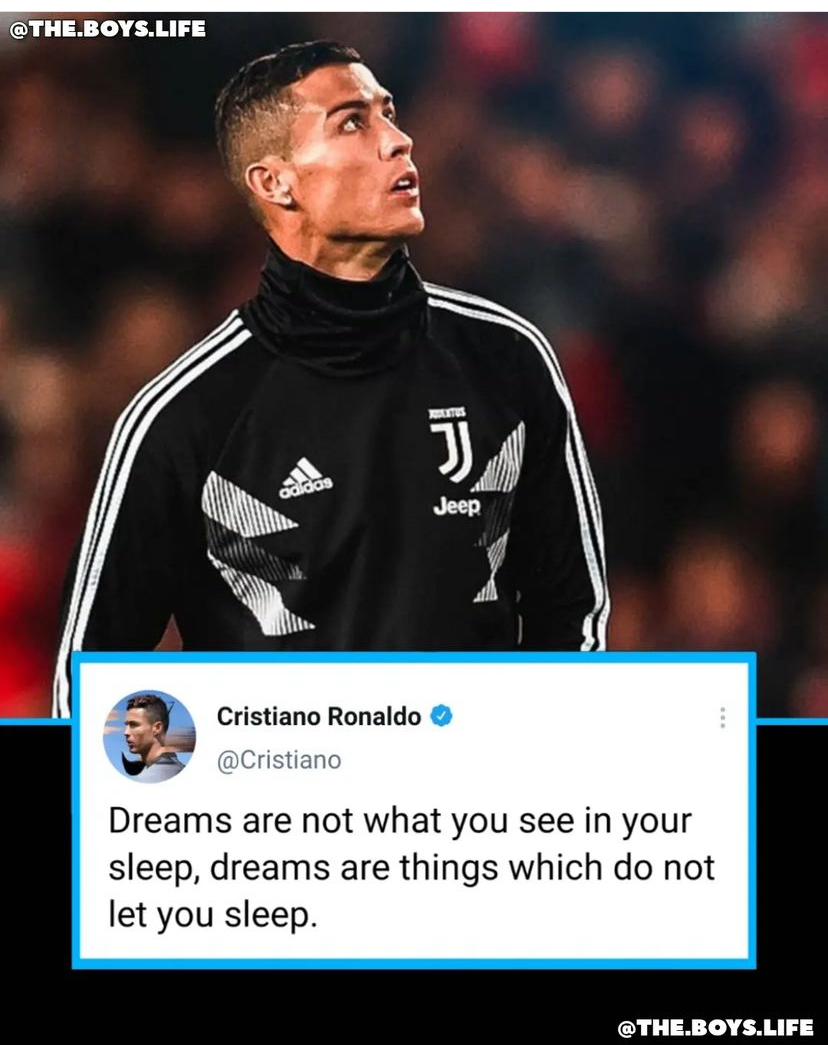 @THE.BOYS.LIFE
JUVENTUS
adidas
Jeep
Cristiano Ronaldo
@Cristiano
Dreams are not what you see in your
sleep, dreams are things which do not
let you sleep.
@THE.BOYS.LIFE